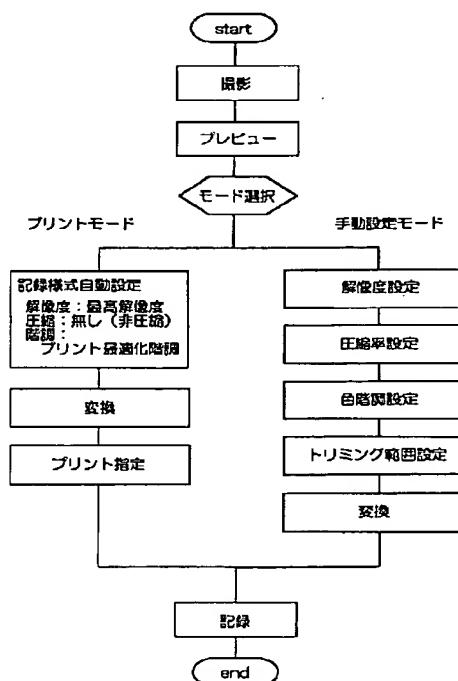 start
撮影
プレビュー
モード選択
プリントモード
記録様式自動設定
解像度：最高解像度
圧縮：無し（非圧縮）
階調：
プリント最適化階調
変換
プリント指定
手動設定モード
解像度設定
圧縮率設定
色階調設定
トリミング範囲設定
変換
記録
end